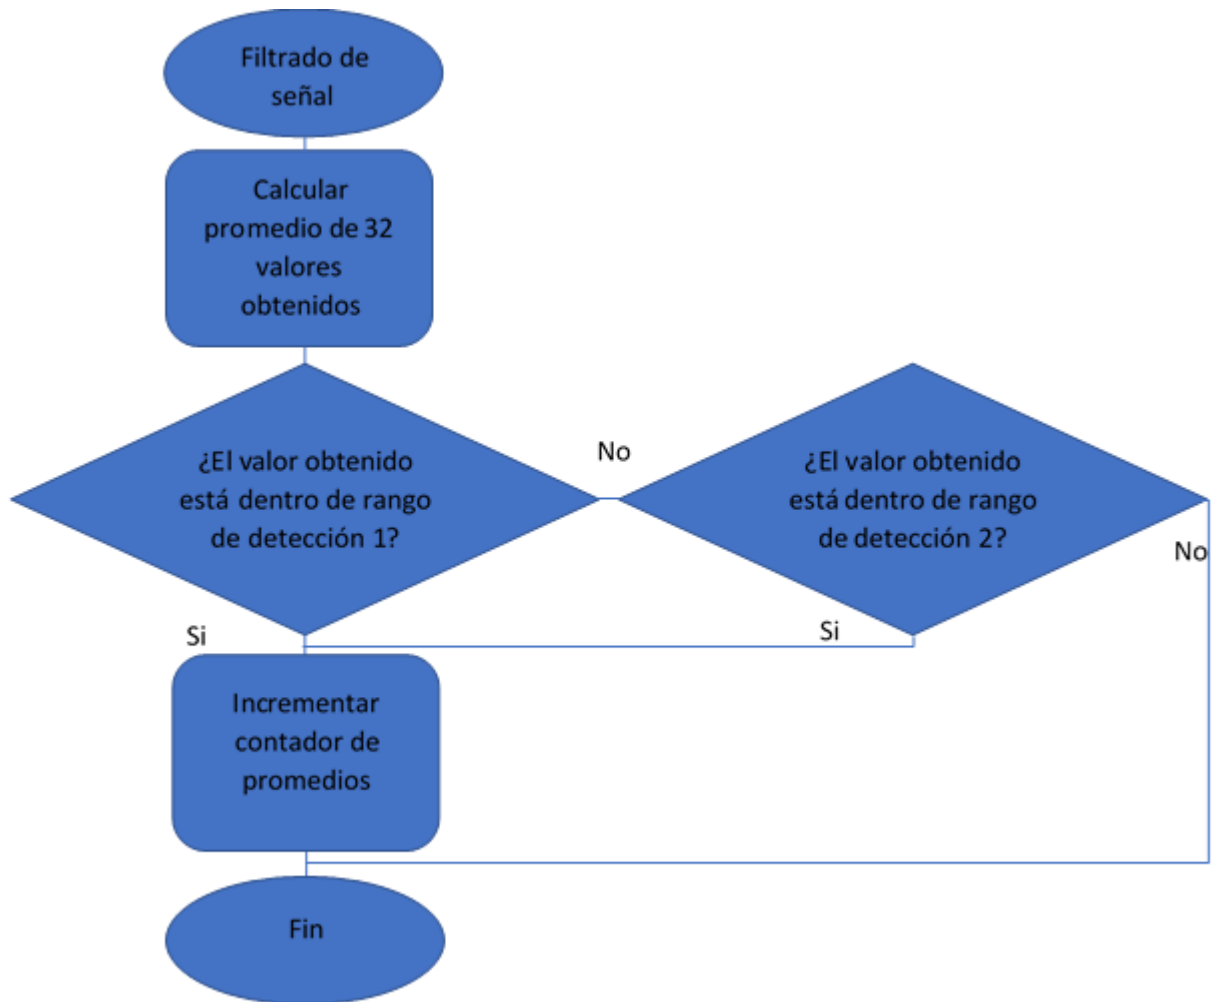 Filtrado de
señal
Calcular
promedio de 32
valores
obtenidos
¿El valor obtenido
está dentro de rango
de detección 1?
No
¿El valor obtenido
está dentro de rango
de detección 2?
No
Si
Si
Incrementar
contador de
promedios
Fin